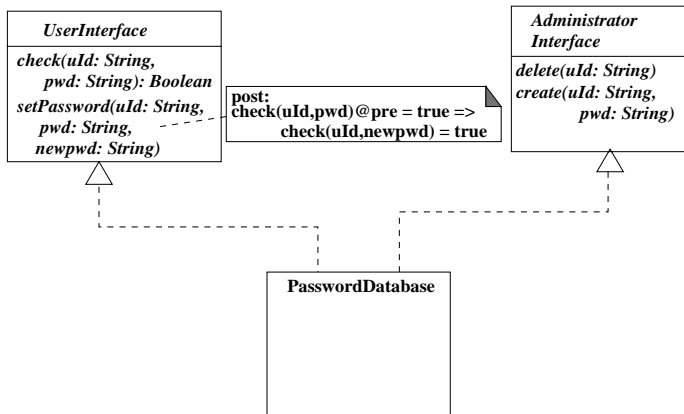 UserInterface
check(uId: String,
pwd: String): Boolean
setPassword(uId: String,
pwd: String,
newpwd: String)
post:
check(uId,pwd)@pre = true =>
check(uId,newpwd) = true
Administrator
Interface
delete(uId: String)
create(uId: String,
pwd: String)
PasswordDatabase